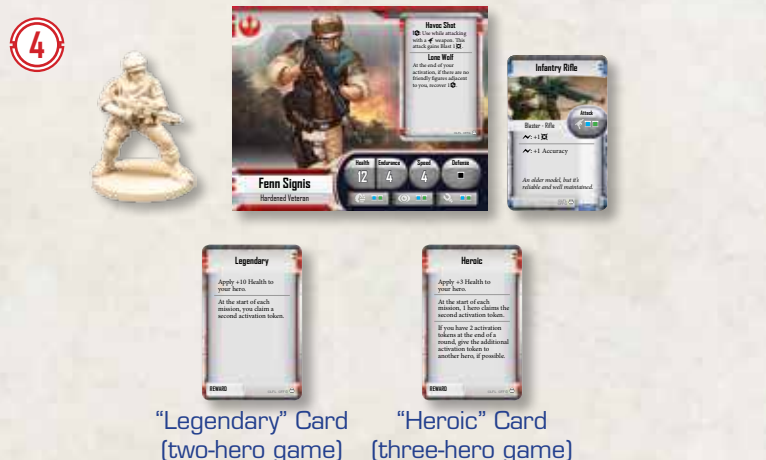 4
Havoc Shot
1: Use while attacking
with a weapon. This
attack gains Blast 1.
Lone Wolf
At the end of your
activation, if there are no
friendly figures adjacent
to you, recover 1.
Fenn Signis
Hardened Veteran
Health Endurance Speed Defense
12 4 4
Infantry Rifle
Attack
Blaster - Rifle
: +1
: +1 Accuracy
An older model, but it's
reliable and well maintained.
Legendary
Apply +10 Health to
your hero.
At the start of each
mission, you claim a
second activation token.
REWARD
Heroic
Apply +3 Health to
your hero.
At the start of each
mission, 1 hero claims the
second activation token.
If you have 2 activation
tokens at the end of a
round, give the additional
activation token to
another hero, if possible.
REWARD
“Legendary” Card
(two-hero game)
“Heroic” Card
(three-hero game)